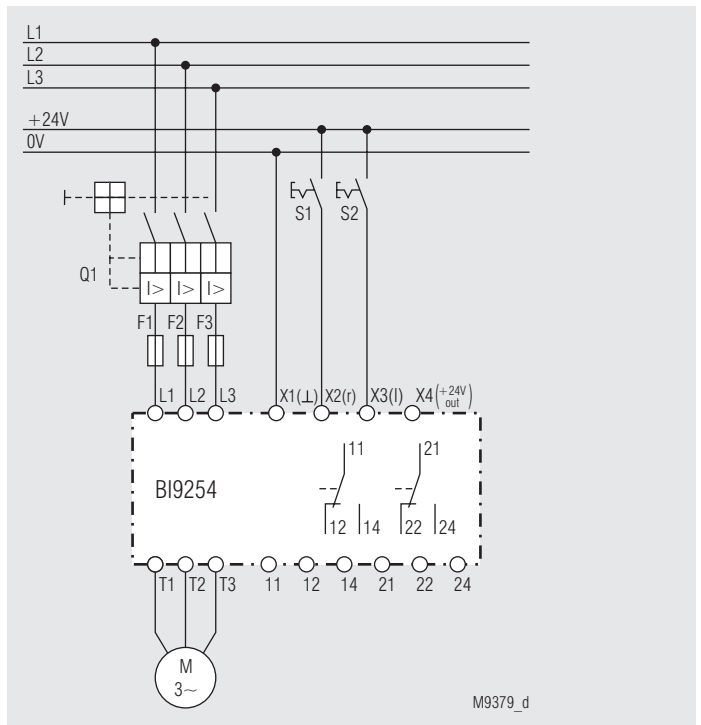 L1
L2
L3
+24V
0V
S1 S2
Q1
I> I> I>
F1 F2 F3
L1 L2 L3 X1(⊥) X2(r) X3(l) X4(+24V out)
11 21
BI9254
12 14 22 24
T1 T2 T3 11 12 14 21 22 24
M
3~
M9379_d